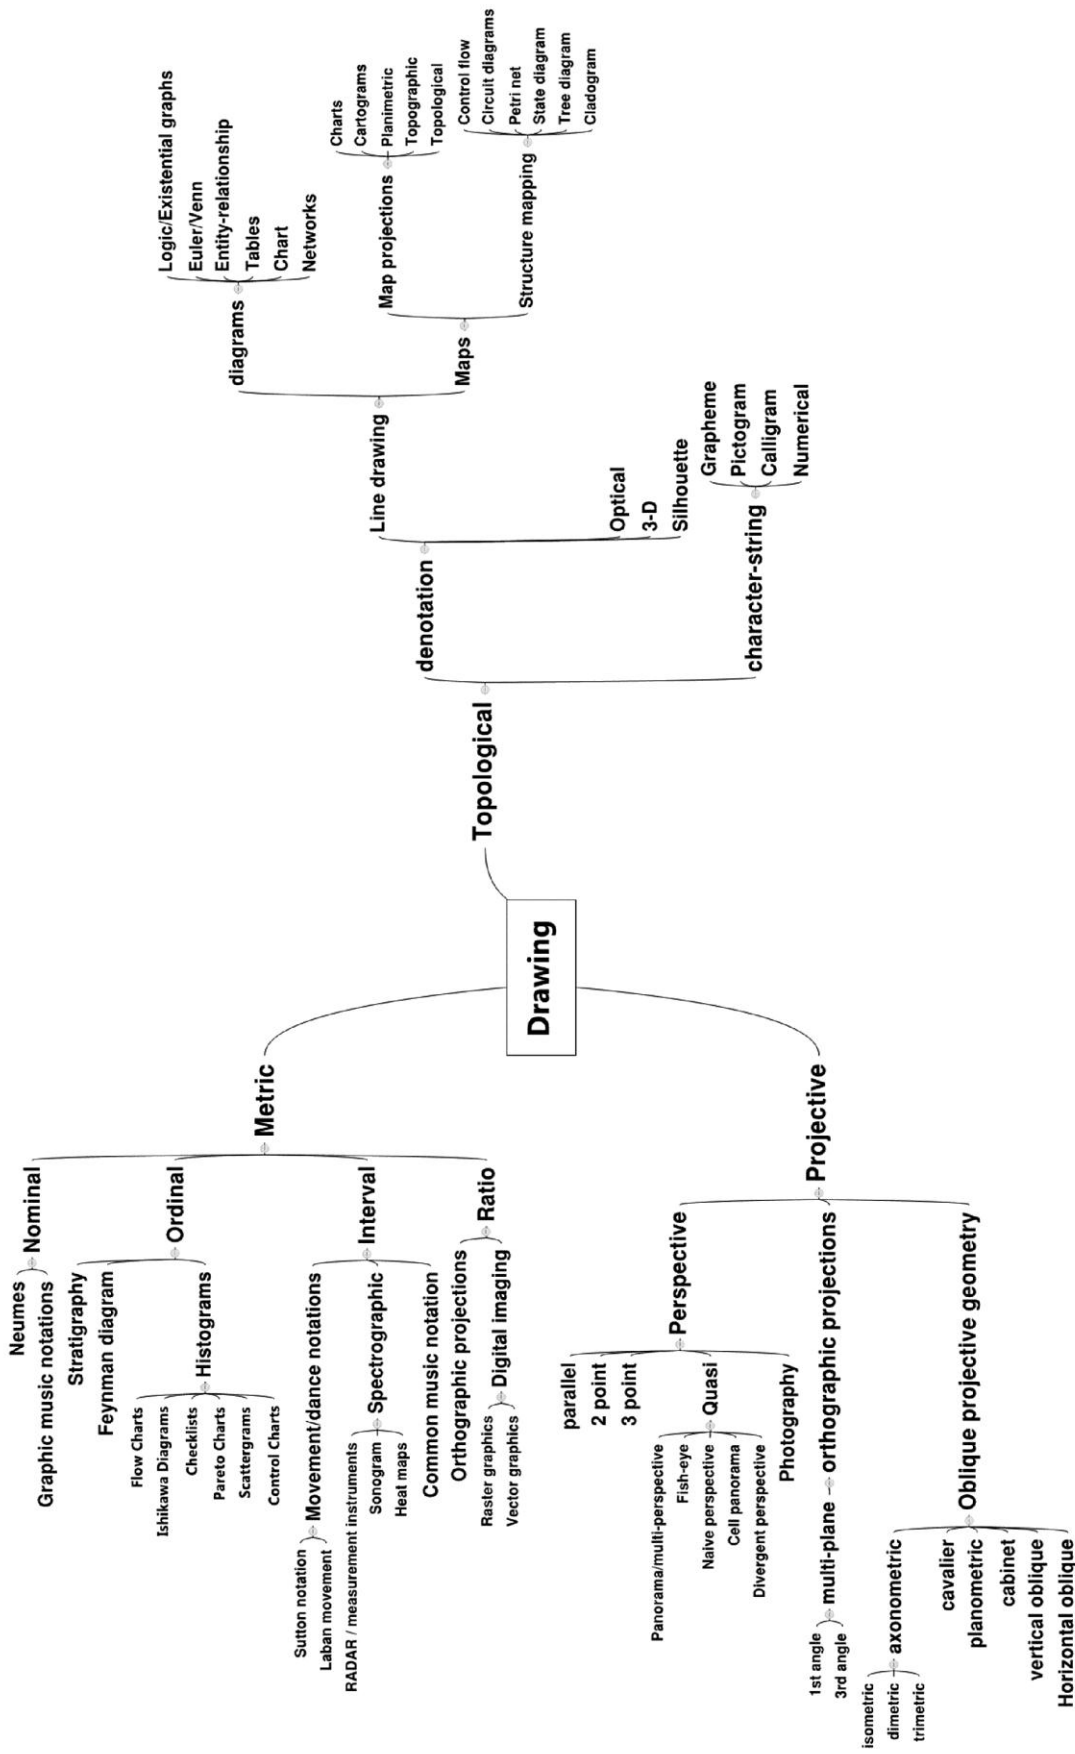 Drawing
Metric
Nominal
Neumes
Graphic music notations
Ordinal
Stratigraphy
Feynman diagram
Histograms
Flow Charts
Ishikawa Diagrams
Checklists
Pareto Charts
Scattergrams
Control Charts
Interval
Movement/dance notations
Sutton notation
Laban movement
Spectrographic
RADAR / measurement instruments
Sonogram
Heat maps
Common music notation
Ratio
Orthographic projections
Digital imaging
Raster graphics
Vector graphics
Projective
Perspective
parallel
2 point
3 point
Quasi
Panorama/multi-perspective
Fish-eye
Naive perspective
Cell panorama
Divergent perspective
Photography
orthographic projections
multi-plane
1st angle
3rd angle
Oblique projective geometry
axonometric
isometric
dimetric
trimetric
cavalier
planometric
cabinet
vertical oblique
Horizontal oblique
Topological
denotation
Line drawing
diagrams
Logic/Existential graphs
Euler/Venn
Entity-relationship
Tables
Chart
Networks
Maps
Map projections
Charts
Cartograms
Planimetric
Topographic
Topological
Structure mapping
Control flow
Circuit diagrams
Petri net
State diagram
Tree diagram
Cladogram
Optical
3-D
Silhouette
character-string
Grapheme
Pictogram
Calligram
Numerical